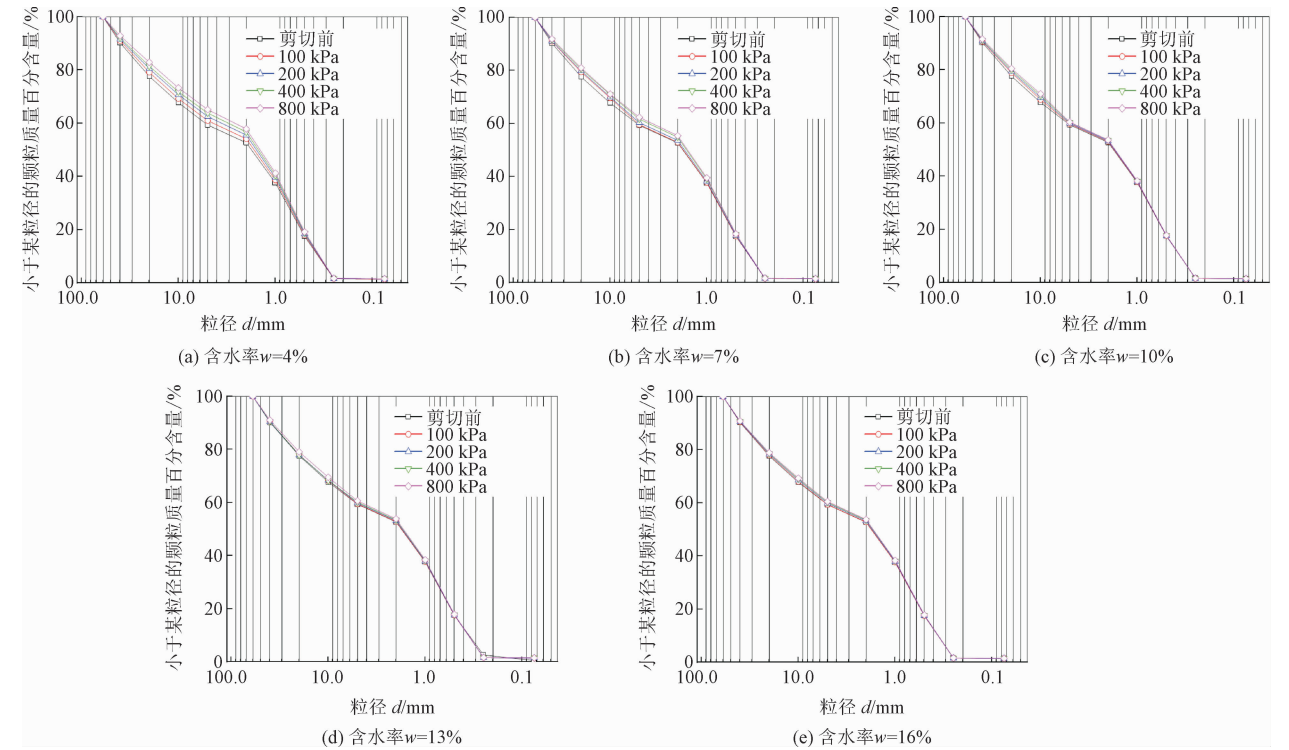 小于某粒径的颗粒质量百分含量/%
100
80
60
40
20
0
100.0
10.0
1.0
0.1
剪切前
100 kPa
200 kPa
400 kPa
800 kPa
粒径 d/mm
(a) 含水率w=4%
小于某粒径的颗粒质量百分含量/%
100
80
60
40
20
0
100.0
10.0
1.0
0.1
剪切前
100 kPa
200 kPa
400 kPa
800 kPa
粒径 d/mm
(b) 含水率w=7%
小于某粒径的颗粒质量百分含量/%
100
80
60
40
20
0
100.0
10.0
1.0
0.1
剪切前
100 kPa
200 kPa
400 kPa
800 kPa
粒径 d/mm
(c) 含水率w=10%
小于某粒径的颗粒质量百分含量/%
100
80
60
40
20
0
100.0
10.0
1.0
0.1
剪切前
100 kPa
200 kPa
400 kPa
800 kPa
粒径 d/mm
(d) 含水率w=13%
小于某粒径的颗粒质量百分含量/%
100
80
60
40
20
0
100.0
10.0
1.0
0.1
剪切前
100 kPa
200 kPa
400 kPa
800 kPa
粒径 d/mm
(e) 含水率w=16%